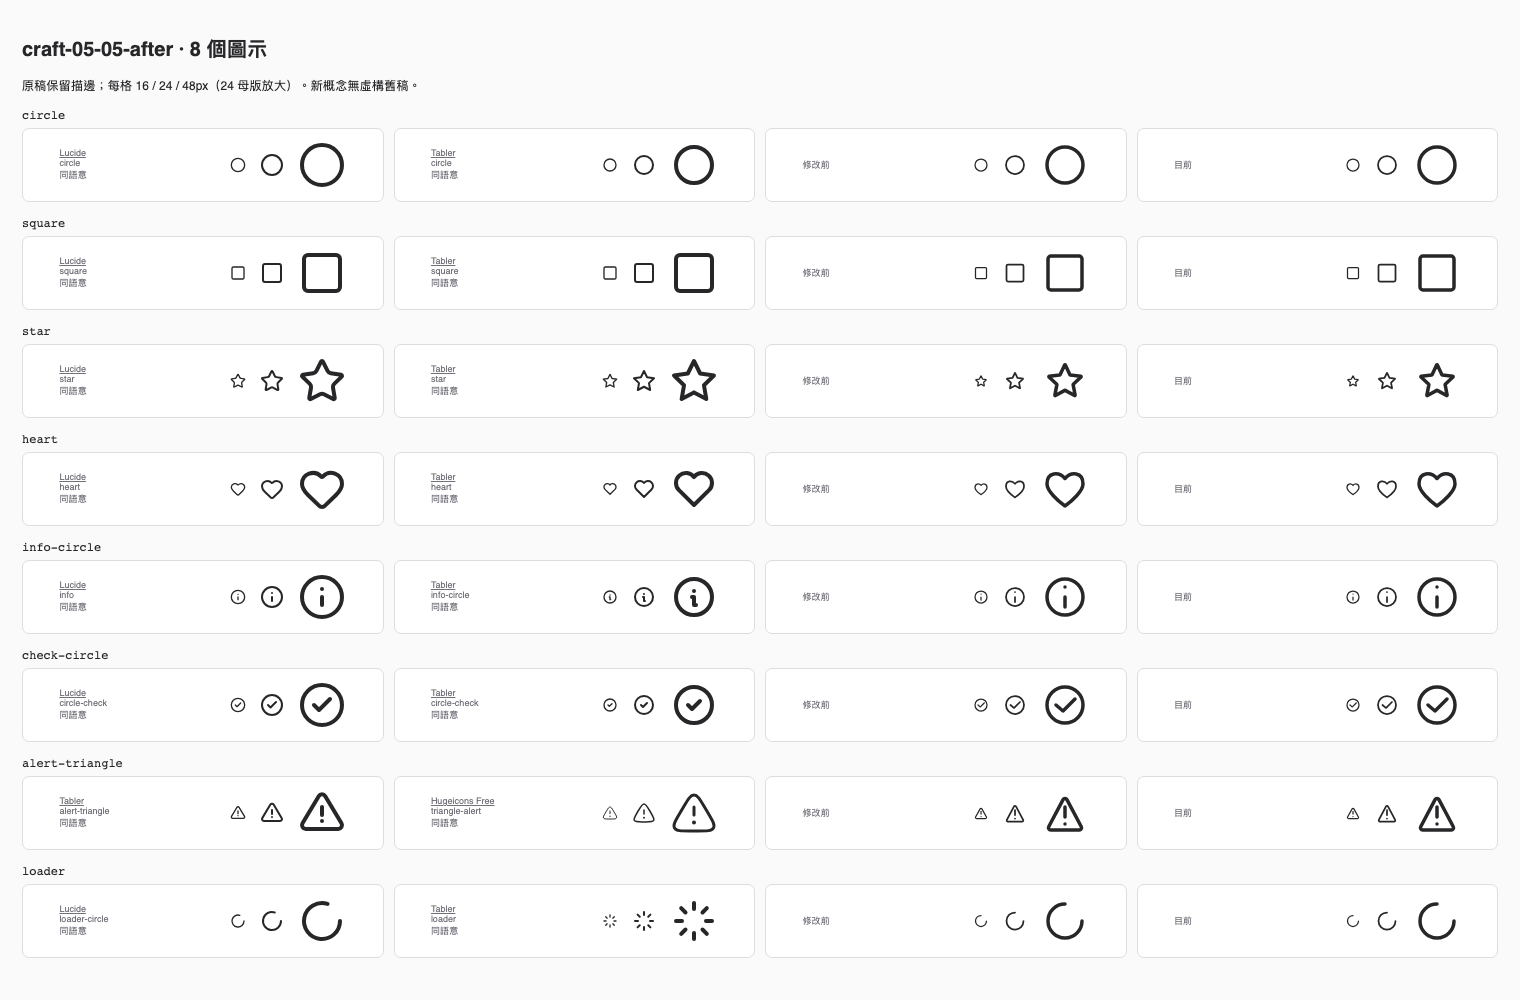 craft-05-05-after · 8 個圖示
原稿保留描邊；每格 16 / 24 / 48px（24 母版放大）。新概念無虛構舊稿。
circle
Lucide
circle
同語意
Tabler
circle
同語意
修改前
目前
square
Lucide
square
同語意
Tabler
square
同語意
修改前
目前
star
Lucide
star
同語意
Tabler
star
同語意
修改前
目前
heart
Lucide
heart
同語意
Tabler
heart
同語意
修改前
目前
info-circle
Lucide
info
同語意
Tabler
info-circle
同語意
修改前
目前
check-circle
Lucide
circle-check
同語意
Tabler
circle-check
同語意
修改前
目前
alert-triangle
Tabler
alert-triangle
同語意
Hugeicons Free
triangle-alert
同語意
修改前
目前
loader
Lucide
loader-circle
同語意
Tabler
loader
同語意
修改前
目前